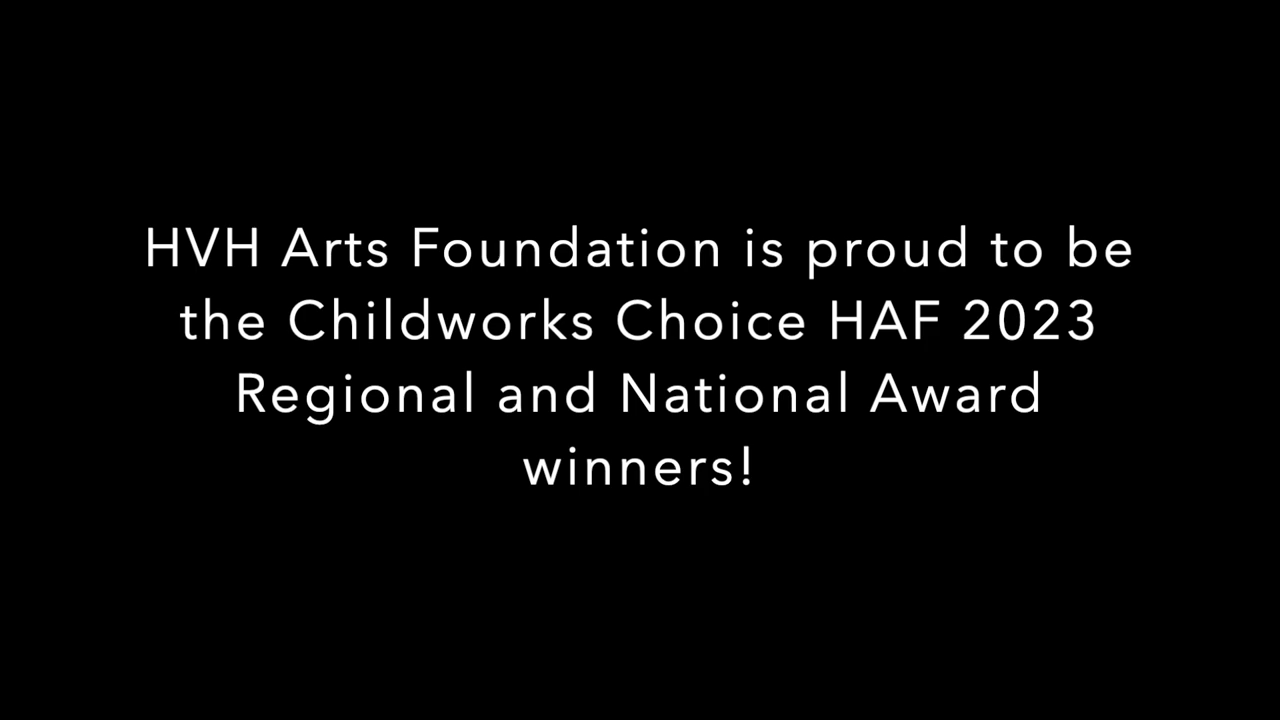 HVH Arts Foundation is proud to be
the Childworks Choice HAF 2023
Regional and National Award
winners!